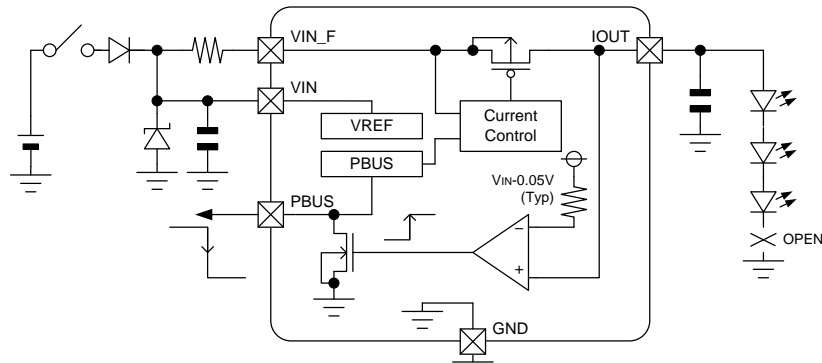 VIN_F
IOUT
VIN
VREF
Current
Control
PBUS
VIN-0.05V
(Typ)
PBUS
−
+
OPEN
GND